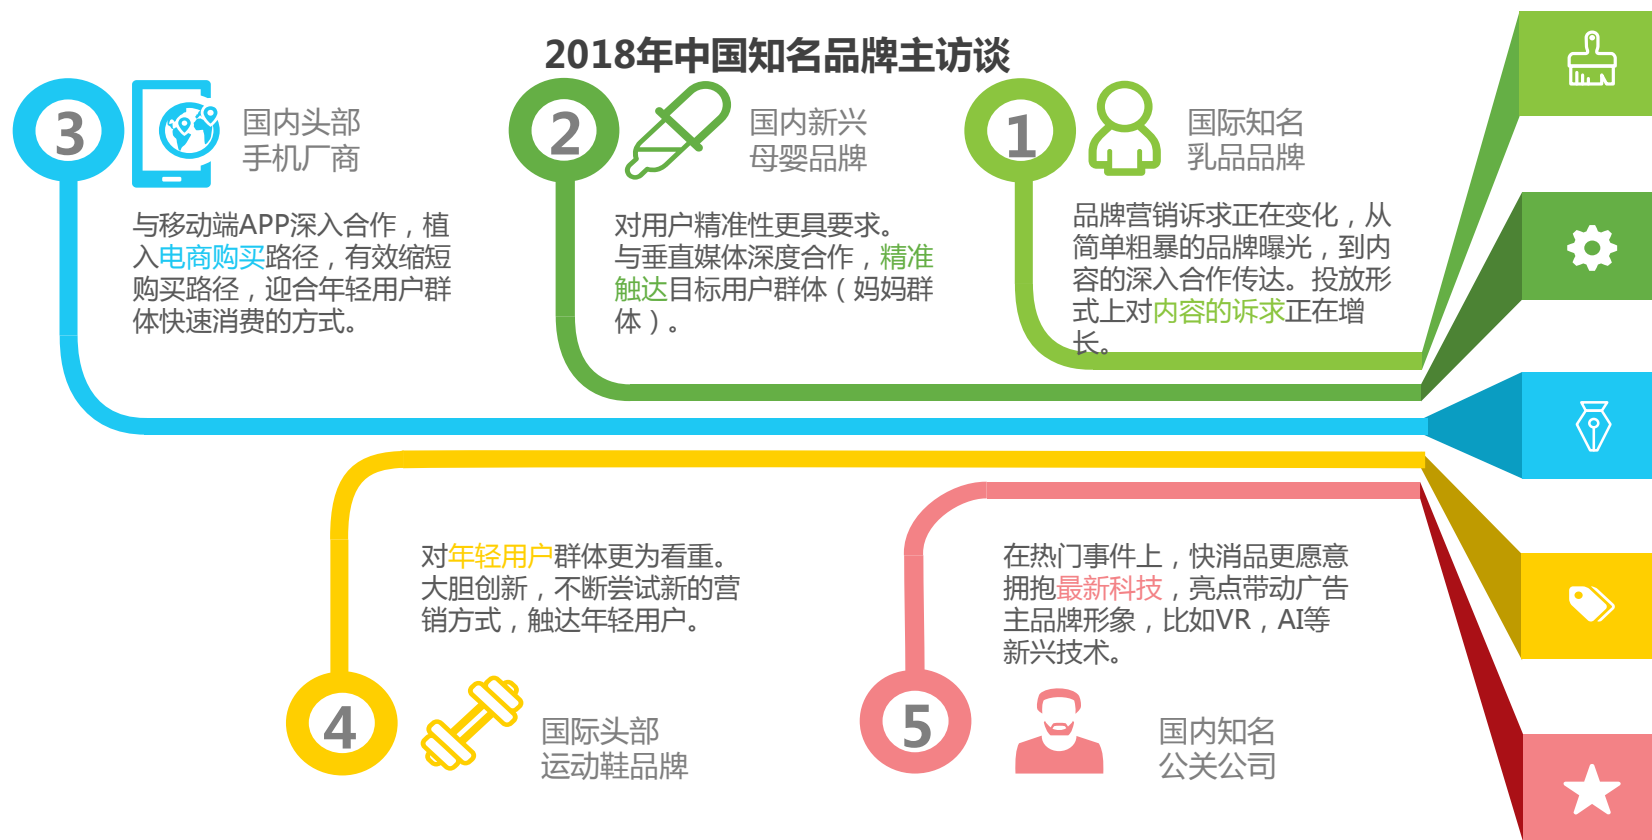 2018年中国知名品牌主访谈
3
国内头部
手机厂商
与移动端APP深入合作，植
入电商购买路径，有效缩短
购买路径，迎合年轻用户群
体快速消费的方式。
2
国内新兴
母婴品牌
对用户精准性更具要求。
与垂直媒体深度合作，精准
触达目标用户群体（妈妈群
体）。
1
国际知名
乳品品牌
品牌营销诉求正在变化，从
简单粗暴的品牌曝光，到内
容的深入合作传达。投放形
式上对内容的诉求正在增
长。
对年轻用户群体更为看重。
大胆创新，不断尝试新的营
销方式，触达年轻用户。
4
国际头部
运动鞋品牌
在热门事件上，快消品更愿意
拥抱最新科技，亮点带动广告
主品牌形象，比如VR，AI等
新兴技术。
5
国内知名
公关公司